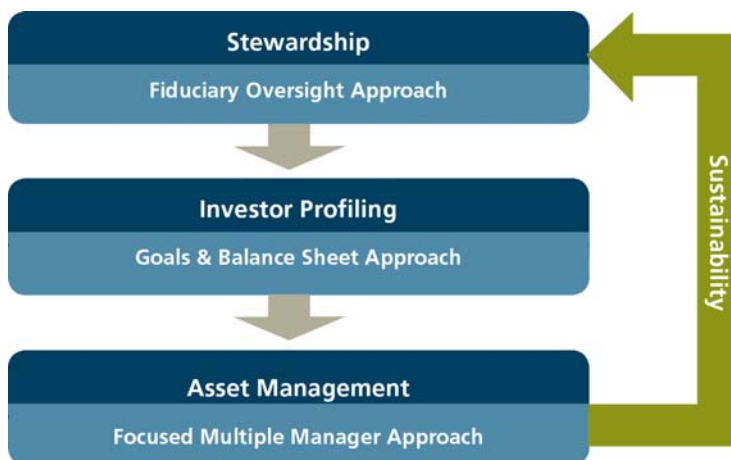 Stewardship
Fiduciary Oversight Approach
Investor Profiling
Goals & Balance Sheet Approach
Asset Management
Focused Multiple Manager Approach
Sustainability